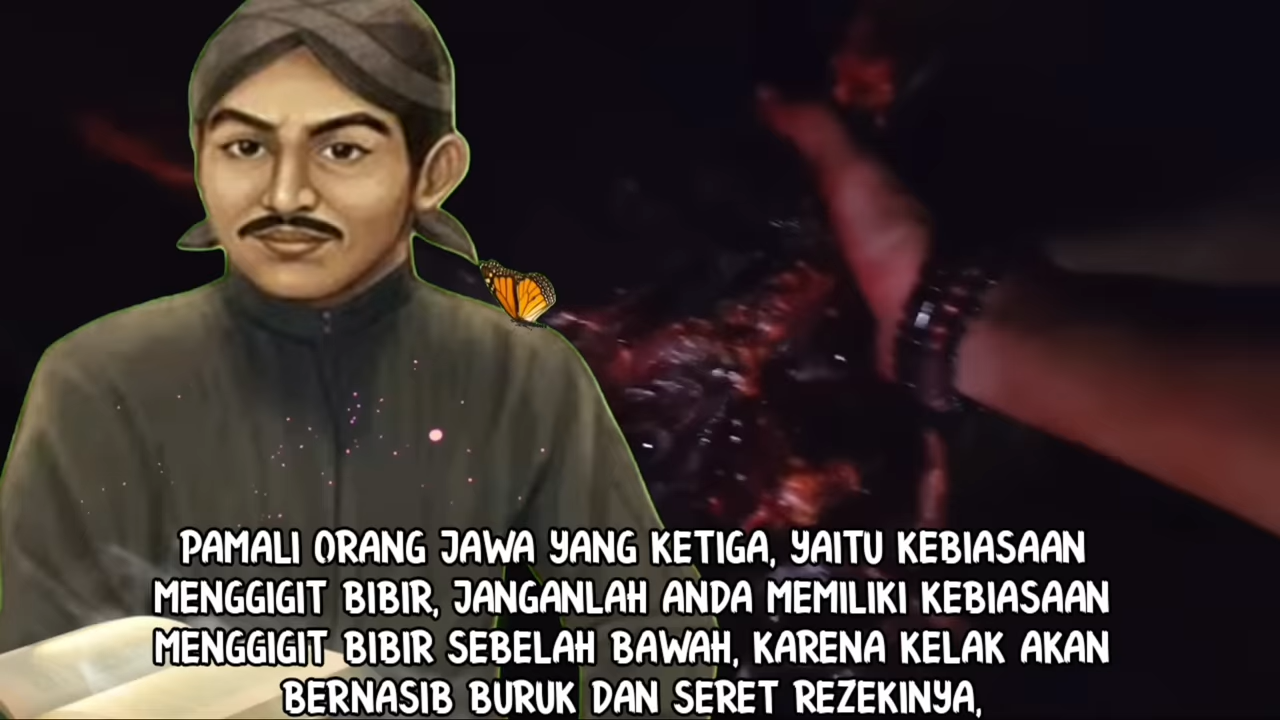 PAMALI ORANG JAWA YANG KETIGA, YAITU KEBIASAAN
MENGGIGIT BIBIR, JANGANLAH ANDA MEMILIKI KEBIASAAN
MENGGIGIT BIBIR SEBELAH BAWAH, KARENA KELAK AKAN
BERNASIB BURUK DAN SERET REZEKINYA,